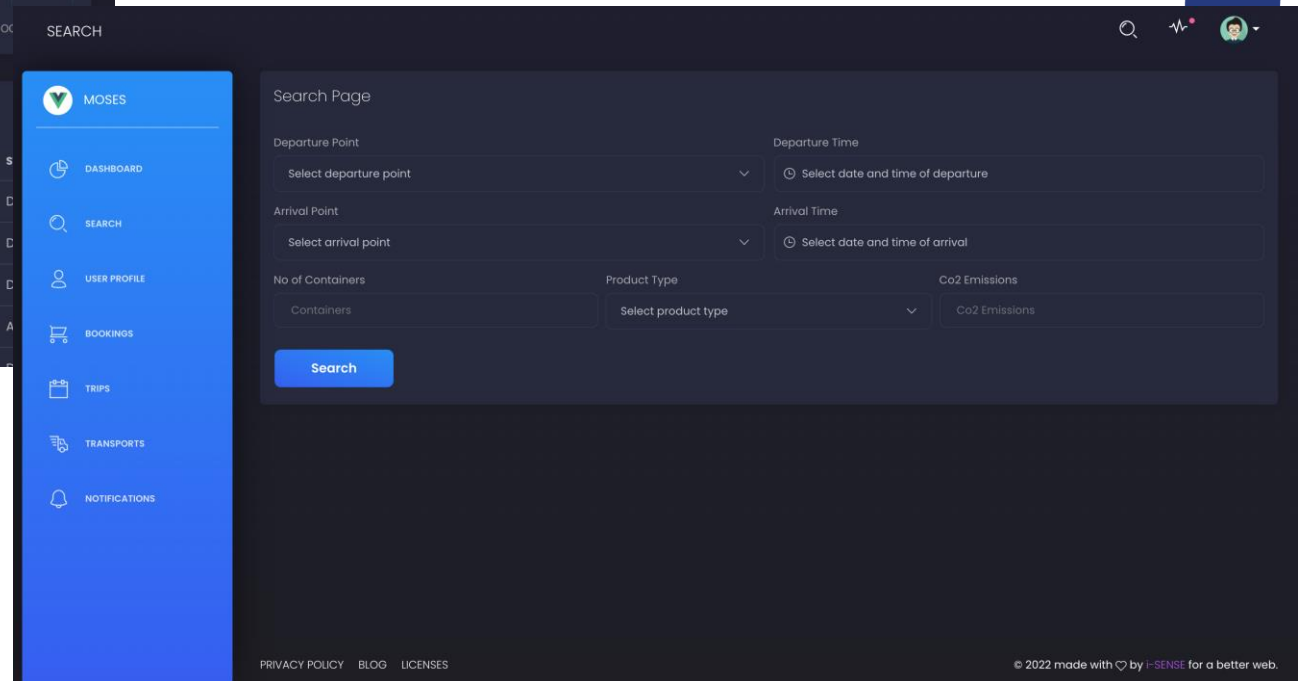 SEARCH
MOSES
DASHBOARD
SEARCH
USER PROFILE
BOOKINGS
TRIPS
TRANSPORTS
NOTIFICATIONS
Search Page
Departure Point Departure Time
Select departure point Select date and time of departure
Arrival Point Arrival Time
Select arrival point Select date and time of arrival
No of Containers Product Type Co2 Emissions
Containers Select product type Co2 Emissions
Search
PRIVACY POLICY BLOG LICENSES © 2022 made with ♡ by i-SENSE for a better web.